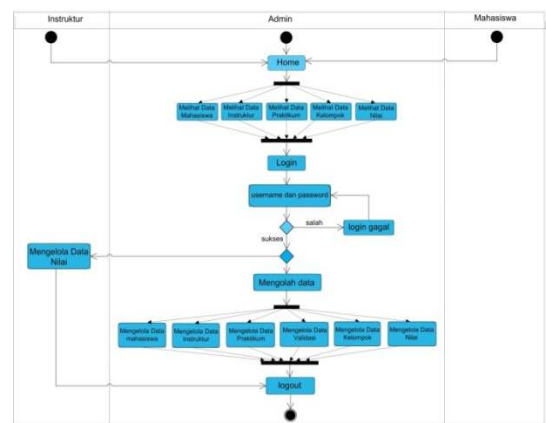 Instruktur
Admin
Mahasiswa
Home
Melihat Data
Mahasiswa
Melihat Data
Instruktur
Melihat Data
Praktikum
Melihat Data
Kelompok
Melihat Data
Nilai
Login
username dan password
salah
login gagal
sukses
Mengelola Data
Nilai
Mengolah data
Mengelola Data
mahasiswa
Mengelola Data
Instruktur
Mengelola Data
Praktikum
Mengelola Data
Validasi
Mengelola Data
Kelompok
Mengelola Data
Nilai
logout